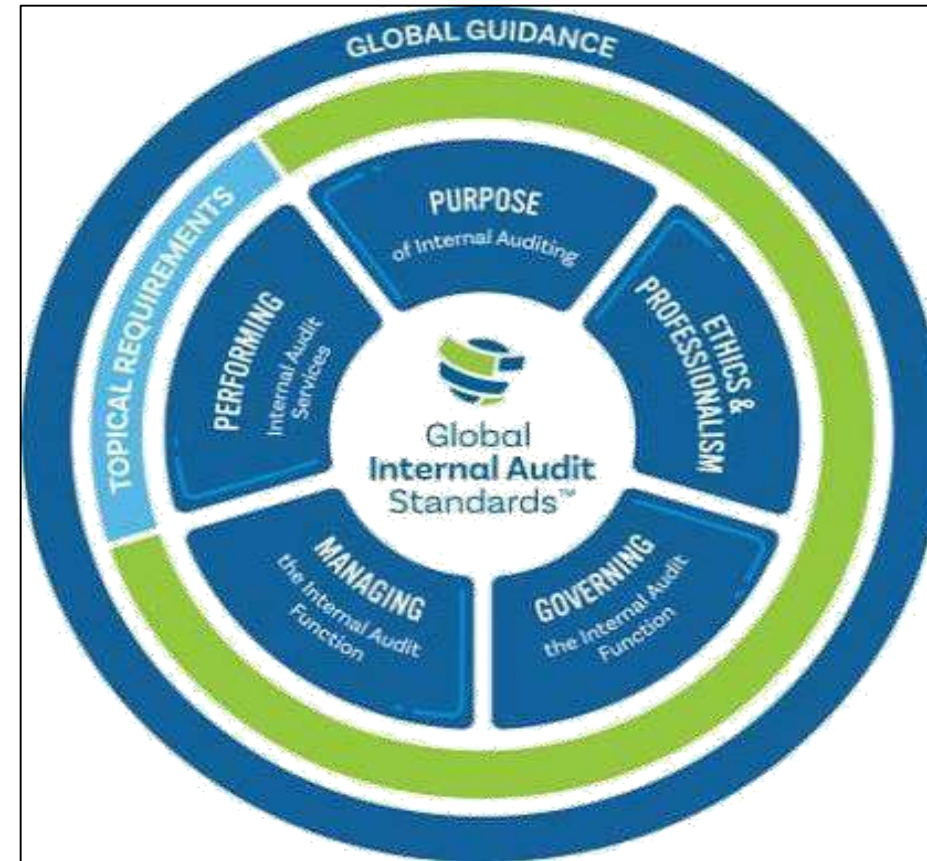 GLOBAL GUIDANCE
TOPICAL REQUIREMENTS
PURPOSE
of Internal Auditing
ETHICS &
PROFESSIONALISM
GOVERNING
the Internal Audit
Function
MANAGING
the Internal Audit
Function
PERFORMING
Internal Audit
Services
Global
Internal Audit
Standards™